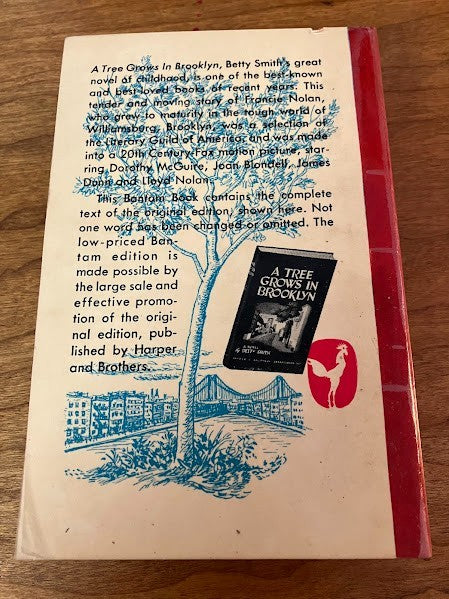 A Tree Grows In Brooklyn, Betty Smith's great
novel of childhood, is one of the best-known
and best-loved books of recent years. This
tender and moving story of Francie Nolan,
who grew to maturity in the tough world of
Williamsburg, Brooklyn, was a selection of
the Literary Guild of America, and was made
into a 20th Century-Fox motion picture, star-
ring Dorothy McGuire, Joan Blondell, James
Dunn and Lloyd Nolan.
This Bantam Book contains the complete
text of the original edition, shown here. Not
one word has been changed or omitted. The
low-priced Ban-
tam edition is
made possible by
the large sale and
effective promo-
tion of the origi-
nal edition, pub-
lished by Harper
and Brothers.
A TREE
GROWS IN
BROOKLYN
A NOVEL
By BETTY SMITH